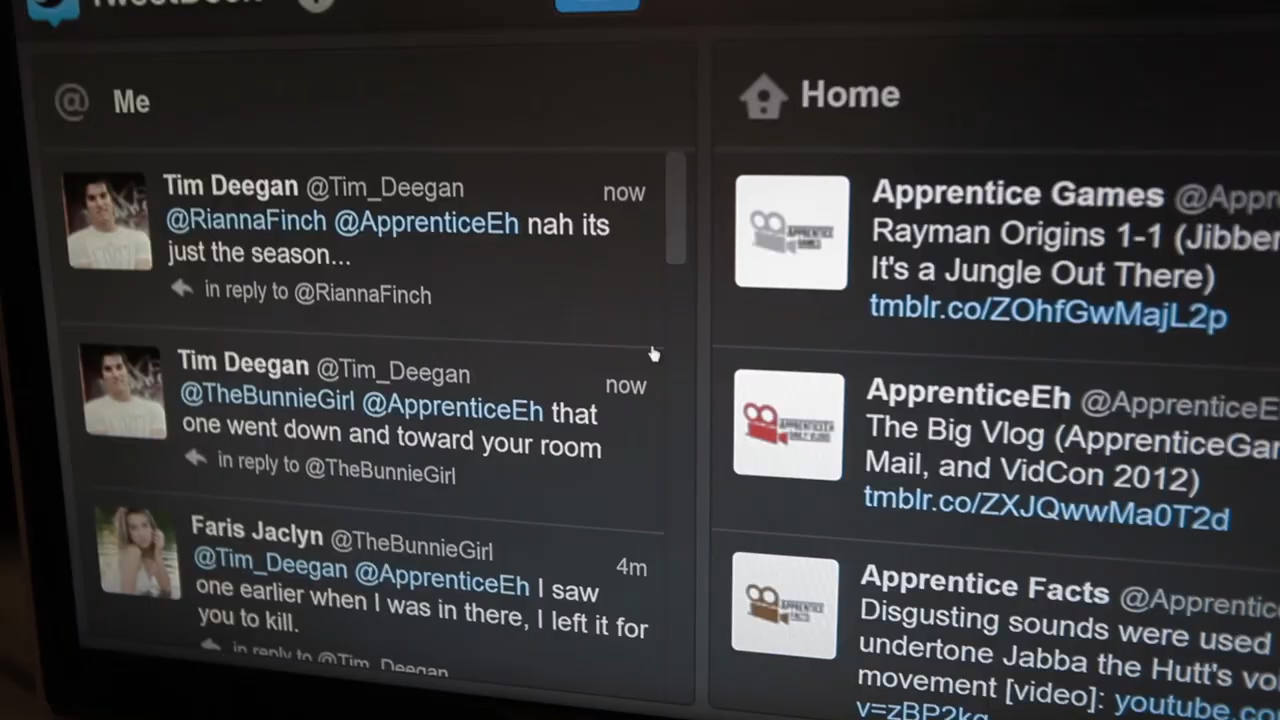 TweetDeck
@ Me
Tim Deegan @Tim_Deegan now
@RiannaFinch @ApprenticeEh nah its
just the season...
in reply to @RiannaFinch
Tim Deegan @Tim_Deegan now
@TheBunnieGirl @ApprenticeEh that
one went down and toward your room
in reply to @TheBunnieGirl
Faris Jaclyn @TheBunnieGirl 4m
@Tim_Deegan @ApprenticeEh I saw
one earlier when I was in there, I left it for
you to kill.
in reply to @Tim_Deegan
Home
Apprentice Games @Appr
Rayman Origins 1-1 (Jibber
It's a Jungle Out There)
tmblr.co/ZOhfGwMajL2p
ApprenticeEh @ApprenticeE
The Big Vlog (ApprenticeGa
Mail, and VidCon 2012)
tmblr.co/ZXJQwwMa0T2d
Apprentice Facts @Apprentic
Disgusting sounds were used
undertone Jabba the Hutt's vo
movement [video]: youtube.co
v=zBP2kg